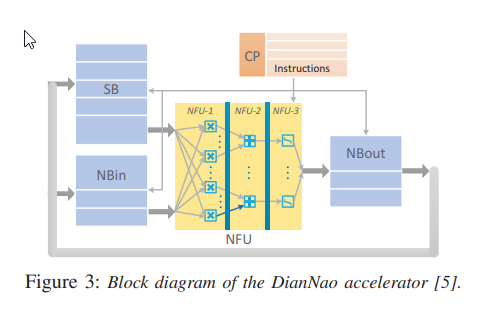 CP
Instructions
SB
NFU-1 NFU-2 NFU-3
NBin
NBout
NFU
Figure 3: Block diagram of the DianNao accelerator [5].